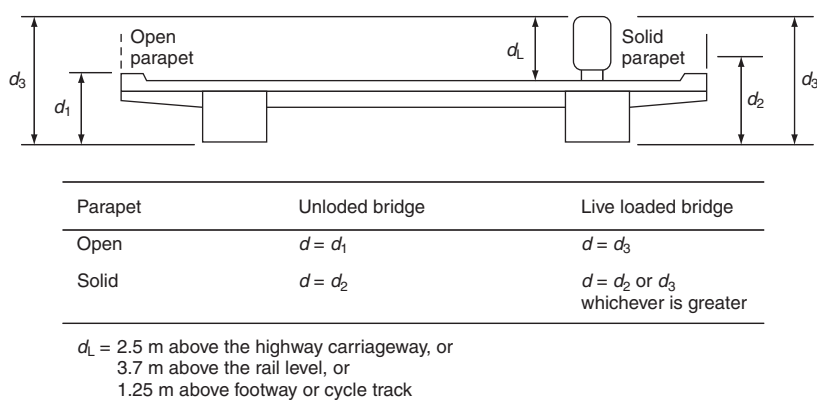 Open
parapet
Solid
parapet
d3
d1
dL
d2
d3
Parapet Unloded bridge Live loaded bridge
Open d = d1 d = d3
Solid d = d2 d = d2 or d3
whichever is greater
dL = 2.5 m above the highway carriageway, or
3.7 m above the rail level, or
1.25 m above footway or cycle track